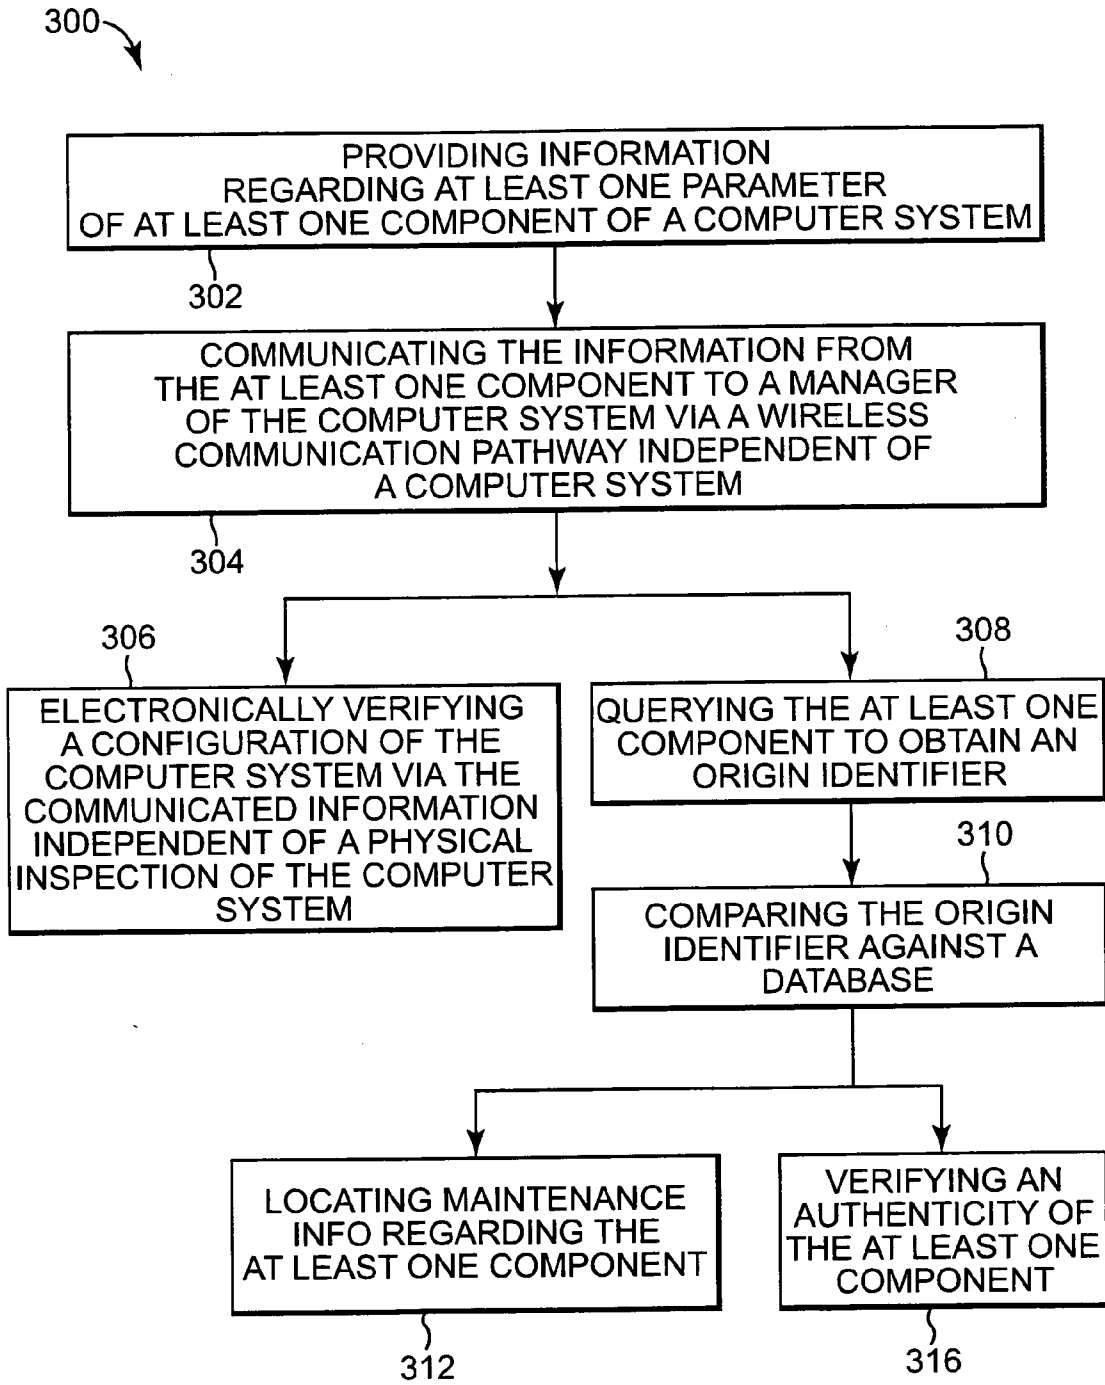 300
PROVIDING INFORMATION
REGARDING AT LEAST ONE PARAMETER
OF AT LEAST ONE COMPONENT OF A COMPUTER SYSTEM
302
COMMUNICATING THE INFORMATION FROM
THE AT LEAST ONE COMPONENT TO A MANAGER
OF THE COMPUTER SYSTEM VIA A WIRELESS
COMMUNICATION PATHWAY INDEPENDENT OF
A COMPUTER SYSTEM
304
306
ELECTRONICALLY VERIFYING
A CONFIGURATION OF THE
COMPUTER SYSTEM VIA THE
COMMUNICATED INFORMATION
INDEPENDENT OF A PHYSICAL
INSPECTION OF THE COMPUTER
SYSTEM
308
QUERYING THE AT LEAST ONE
COMPONENT TO OBTAIN AN
ORIGIN IDENTIFIER
310
COMPARING THE ORIGIN
IDENTIFIER AGAINST A
DATABASE
LOCATING MAINTENANCE
INFO REGARDING THE
AT LEAST ONE COMPONENT
312
VERIFYING AN
AUTHENTICITY OF
THE AT LEAST ONE
COMPONENT
316